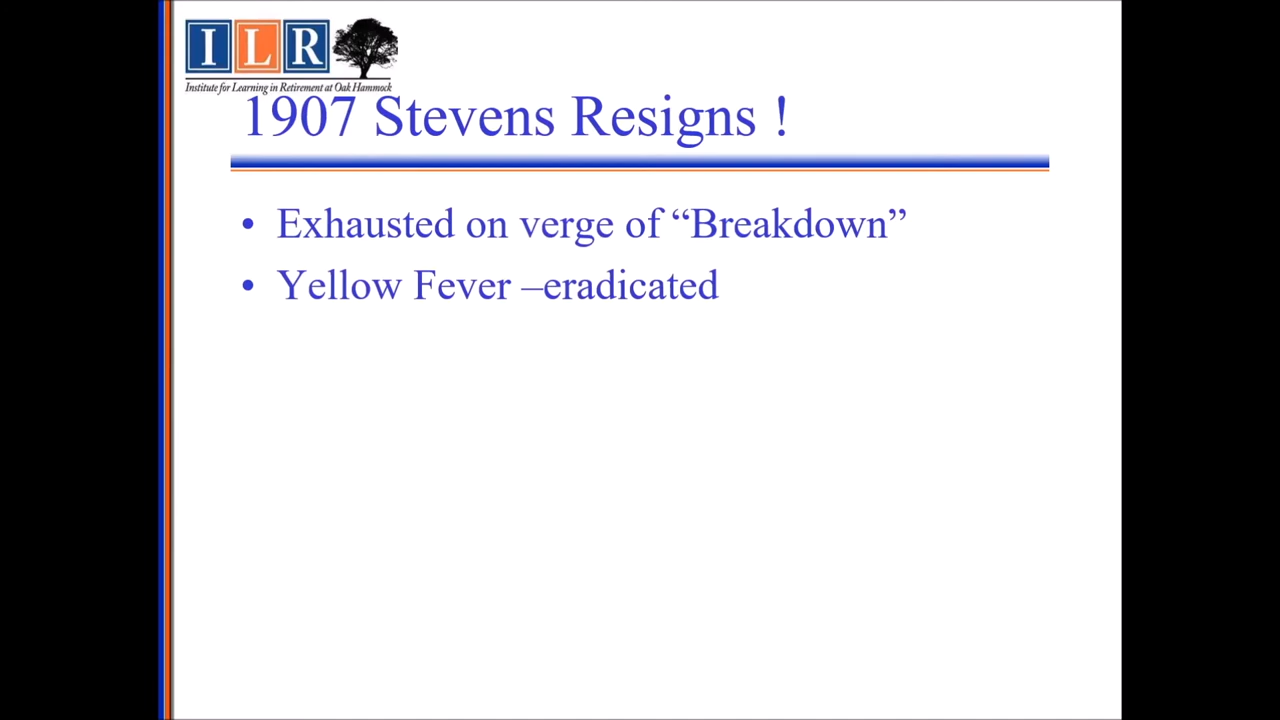 I L R
Institute for Learning in Retirement at Oak Hammock
1907 Stevens Resigns !
• Exhausted on verge of “Breakdown”
• Yellow Fever –eradicated